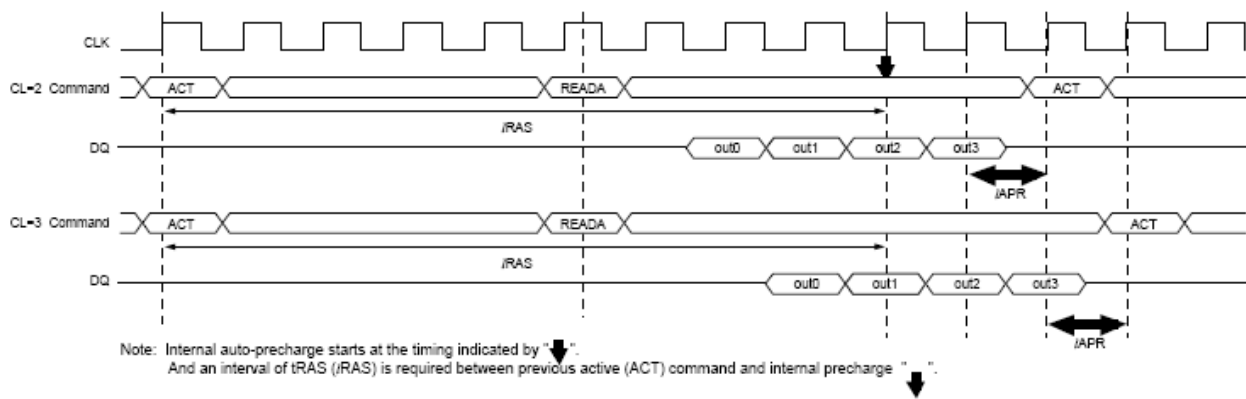 CLK
CL=2 Command ACT READA ACT
lRAS
DQ out0 out1 out2 out3
lAPR
CL=3 Command ACT READA ACT
lRAS
DQ out0 out1 out2 out3
lAPR
Note: Internal auto-precharge starts at the timing indicated by " ".
And an interval of tRAS (lRAS) is required between previous active (ACT) command and internal precharge " ".